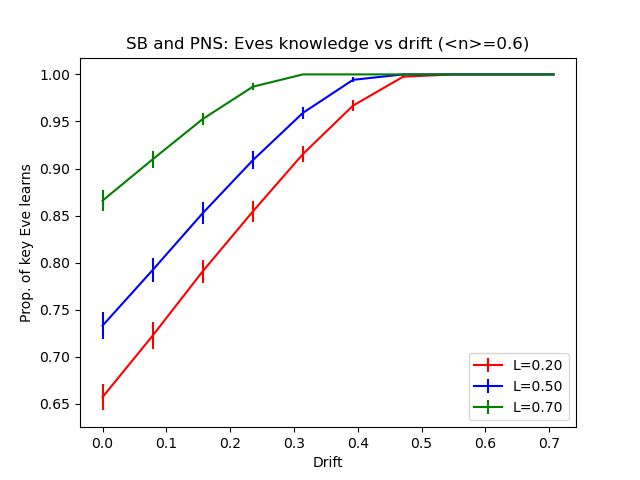 SB and PNS: Eves knowledge vs drift (<n>=0.6)
1.00
0.95
0.90
0.85
0.80
0.75
0.70
0.65
Prop. of key Eve learns
L=0.20
L=0.50
L=0.70
0.0 0.1 0.2 0.3 0.4 0.5 0.6 0.7
Drift